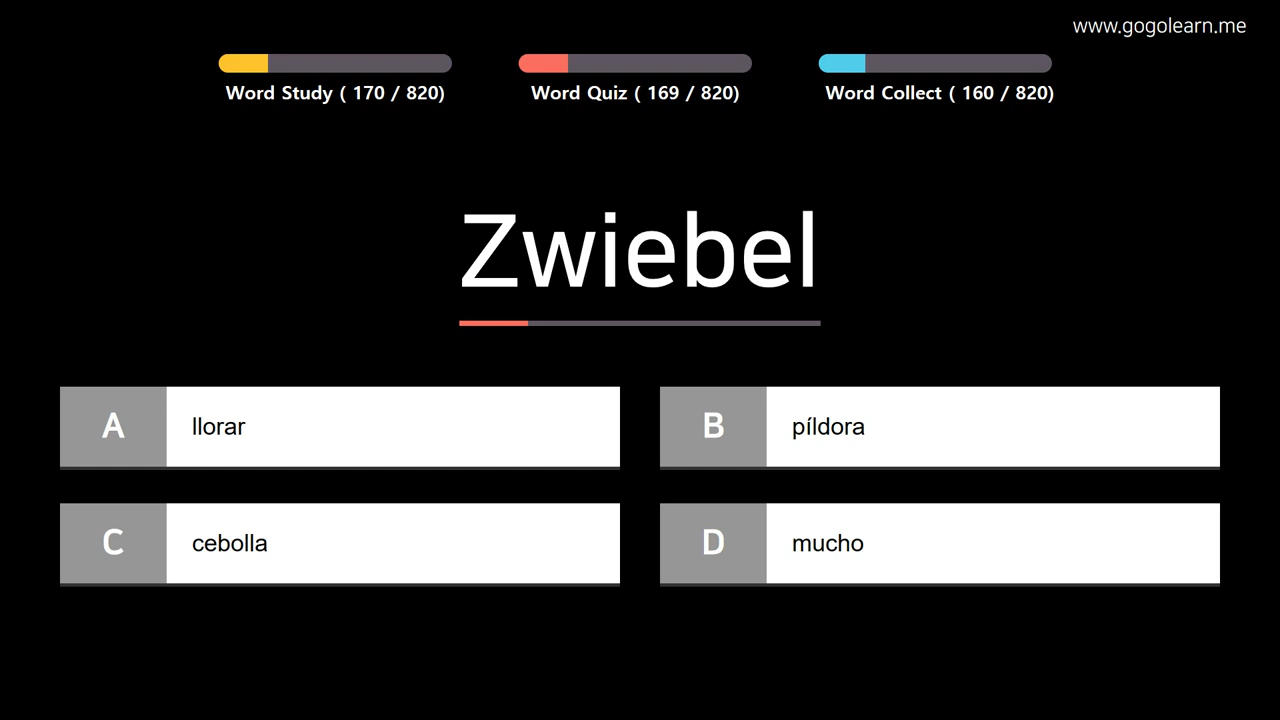 www.gogolearn.me
Word Study ( 170 / 820)
Word Quiz ( 169 / 820)
Word Collect ( 160 / 820)
Zwiebel
A llorar
B píldora
C cebolla
D mucho